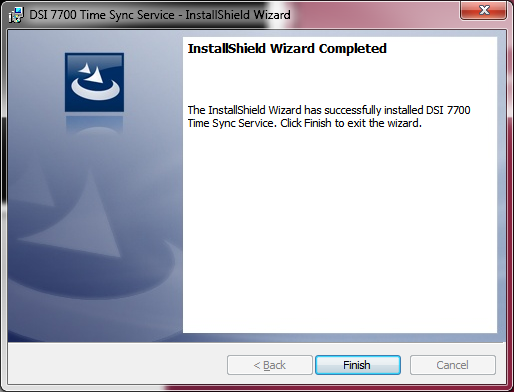 DSI 7700 Time Sync Service - InstallShield Wizard
InstallShield Wizard Completed
The InstallShield Wizard has successfully installed DSI 7700
Time Sync Service. Click Finish to exit the wizard.
< Back
Finish
Cancel